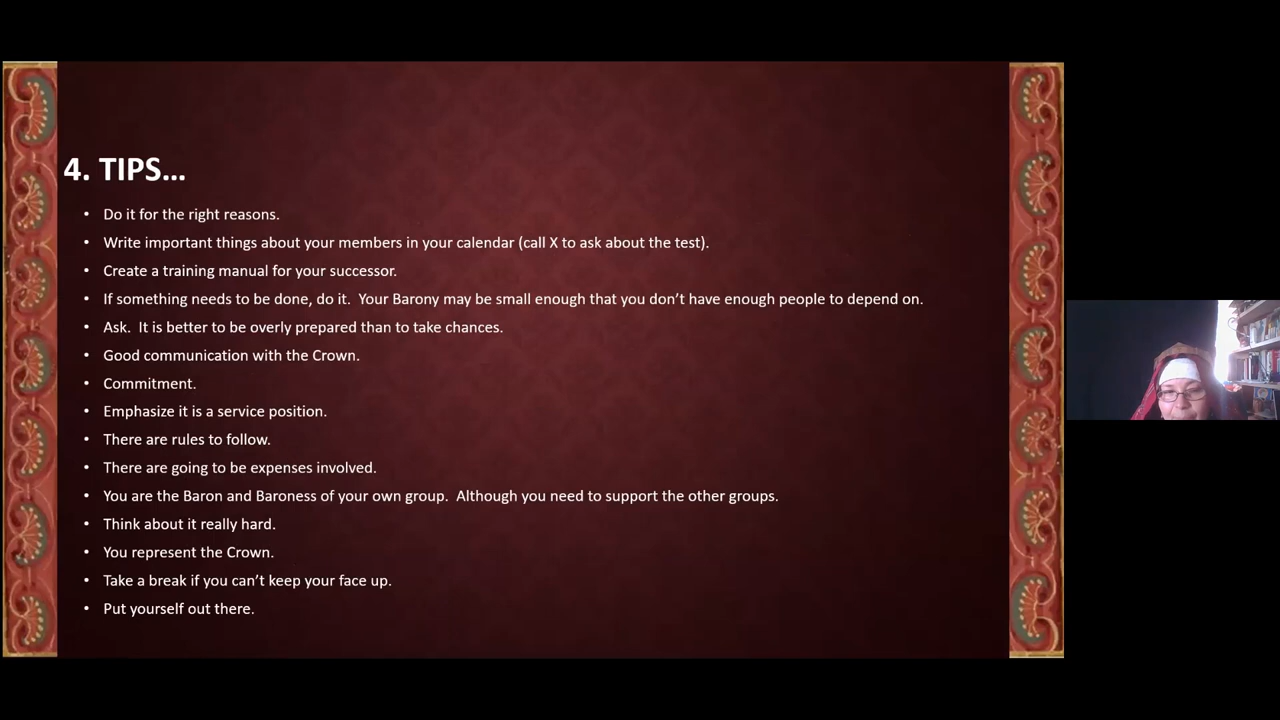 4. TIPS...
• Do it for the right reasons.
• Write important things about your members in your calendar (call X to ask about the test).
• Create a training manual for your successor.
• If something needs to be done, do it.  Your Barony may be small enough that you don’t have enough people to depend on.
• Ask.  It is better to be overly prepared than to take chances.
• Good communication with the Crown.
• Commitment.
• Emphasize it is a service position.
• There are rules to follow.
• There are going to be expenses involved.
• You are the Baron and Baroness of your own group.  Although you need to support the other groups.
• Think about it really hard.
• You represent the Crown.
• Take a break if you can’t keep your face up.
• Put yourself out there.